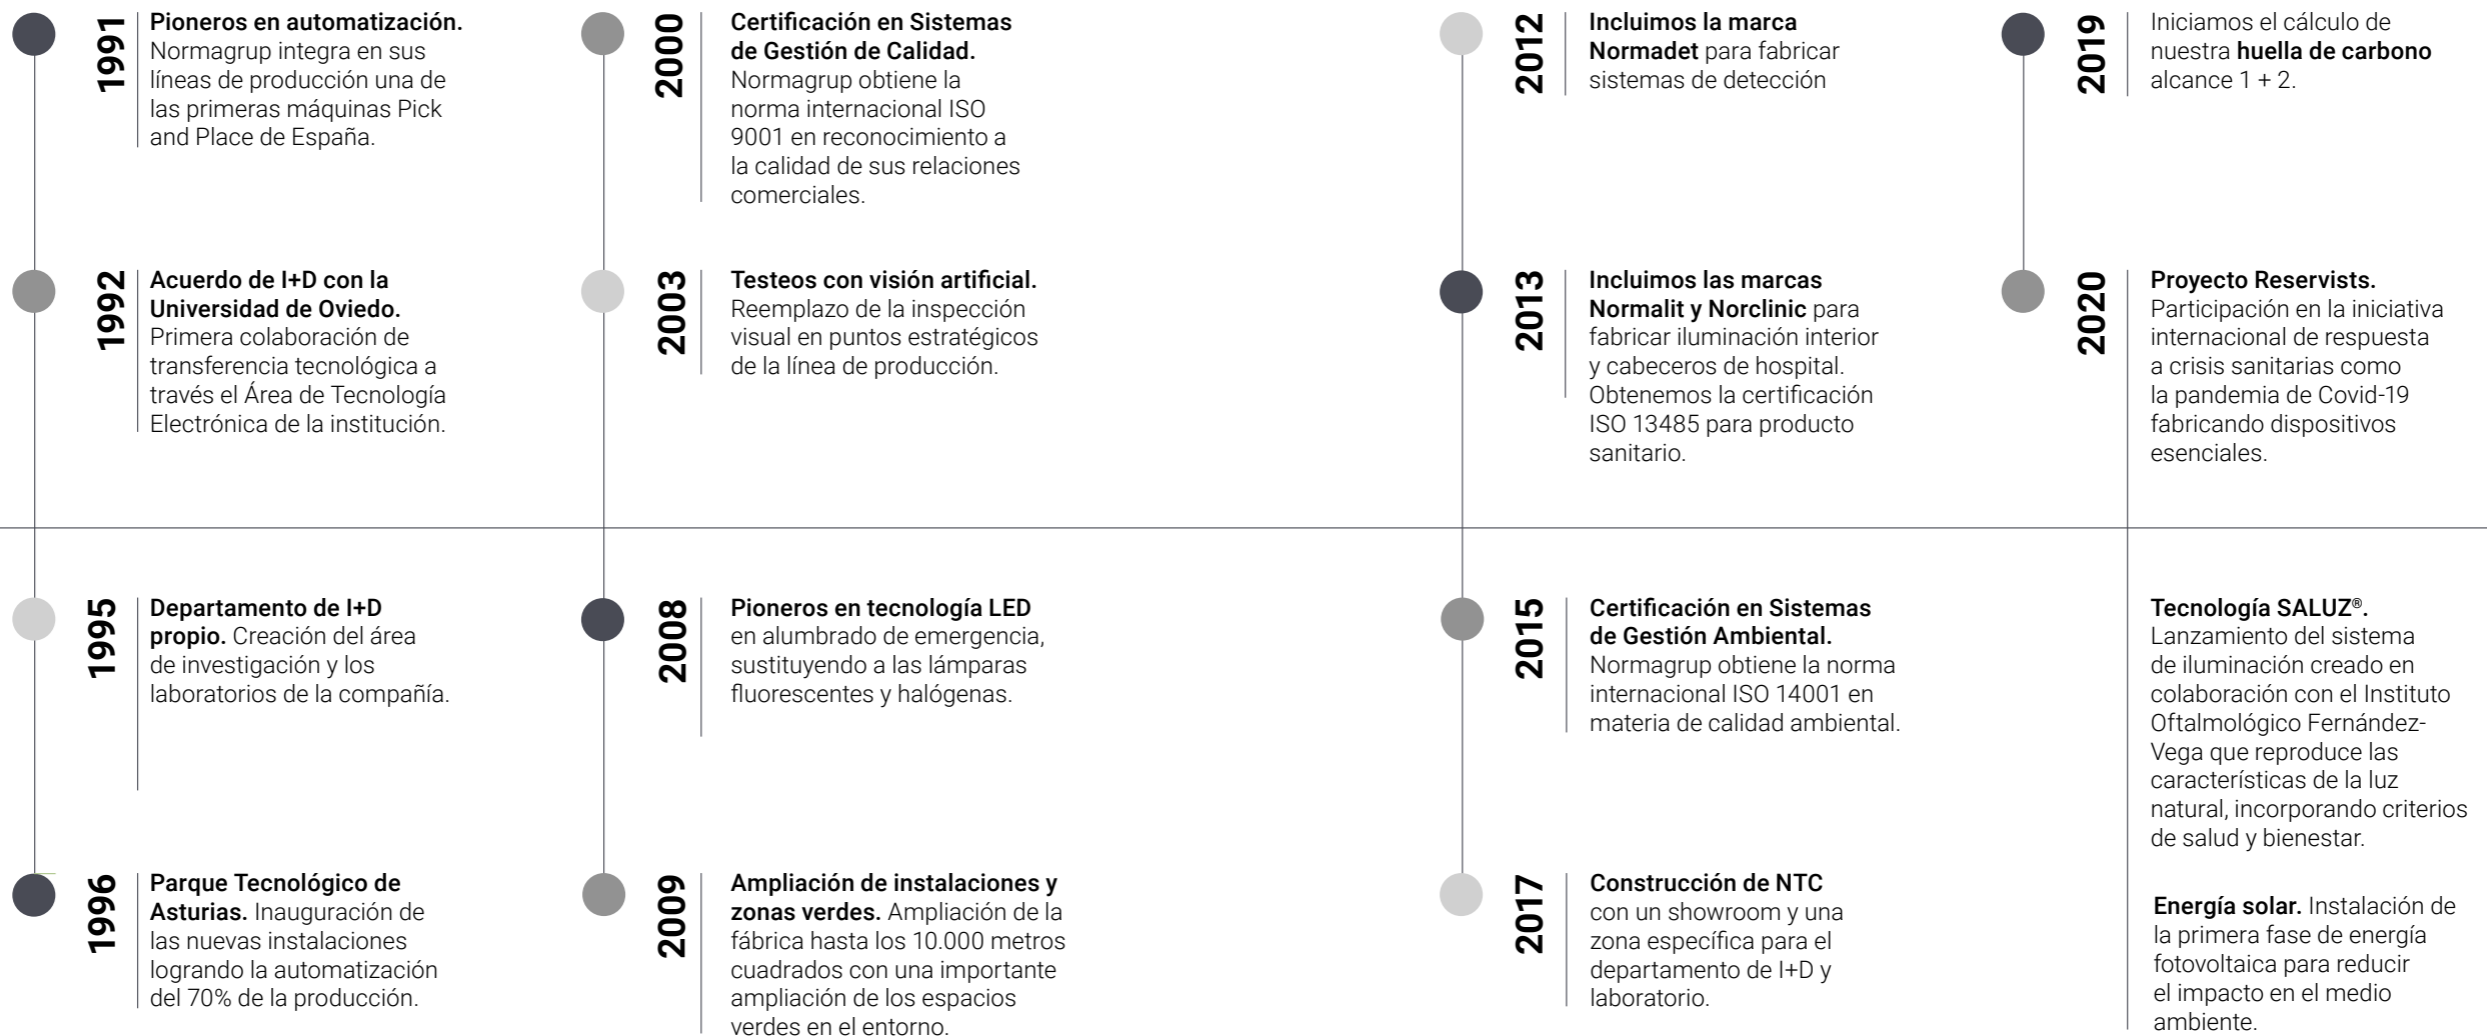 1991
Pioneros en automatización.
Normagrup integra en sus
líneas de producción una de
las primeras máquinas Pick
and Place de España.
1992
Acuerdo de I+D con la
Universidad de Oviedo.
Primera colaboración de
transferencia tecnológica a
través el Área de Tecnología
Electrónica de la institución.
1995
Departamento de I+D
propio. Creación del área
de investigación y los
laboratorios de la compañía.
1996
Parque Tecnológico de
Asturias. Inauguración de
las nuevas instalaciones
logrando la automatización
del 70% de la producción.
2000
Certificación en Sistemas
de Gestión de Calidad.
Normagrup obtiene la
norma internacional ISO
9001 en reconocimiento a
la calidad de sus relaciones
comerciales.
2003
Testeos con visión artificial.
Reemplazo de la inspección
visual en puntos estratégicos
de la línea de producción.
2008
Pioneros en tecnología LED
en alumbrado de emergencia,
sustituyendo a las lámparas
fluorescentes y halógenas.
2009
Ampliación de instalaciones y
zonas verdes. Ampliación de la
fábrica hasta los 10.000 metros
cuadrados con una importante
ampliación de los espacios
verdes en el entorno.
2012
Incluimos la marca
Normadet para fabricar
sistemas de detección
2013
Incluimos las marcas
Normalit y Norclinic para
fabricar iluminación interior
y cabeceros de hospital.
Obtenemos la certificación
ISO 13485 para producto
sanitario.
2015
Certificación en Sistemas
de Gestión Ambiental.
Normagrup obtiene la norma
internacional ISO 14001 en
materia de calidad ambiental.
2017
Construcción de NTC
con un showroom y una
zona específica para el
departamento de I+D y
laboratorio.
2019
Iniciamos el cálculo de
nuestra huella de carbono
alcance 1 + 2.
2020
Proyecto Reservists.
Participación en la iniciativa
internacional de respuesta
a crisis sanitarias como
la pandemia de Covid-19
fabricando dispositivos
esenciales.
Tecnología SALUZ®.
Lanzamiento del sistema
de iluminación creado en
colaboración con el Instituto
Oftalmológico Fernández-
Vega que reproduce las
características de la luz
natural, incorporando criterios
de salud y bienestar.
Energía solar. Instalación de
la primera fase de energía
fotovoltaica para reducir
el impacto en el medio
ambiente.